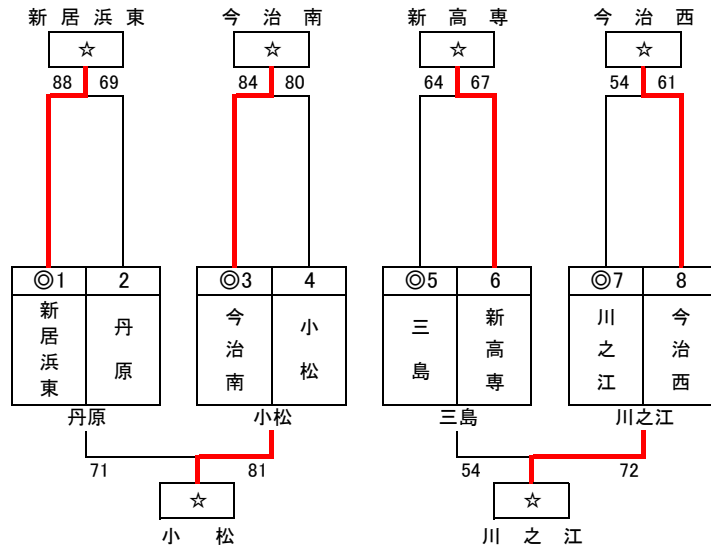 新居浜東 今治南 新高専 今治西
☆ ☆ ☆ ☆
88 69 84 80 64 67 54 61
◎1 2 ◎3 4 ◎5 6 ◎7 8
新居浜東 丹原 今治南 小松 三島 新高専 川之江 今治西
丹原 小松 三島 川之江
71 81 54 72
☆ ☆
小松 川之江